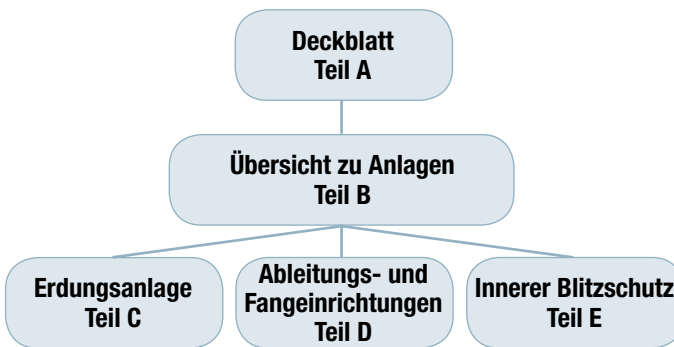 Deckblatt
Teil A
Übersicht zu Anlagen
Teil B
Erdungsanlage
Teil C
Ableitungs- und
Fangeinrichtungen
Teil D
Innerer Blitzschutz
Teil E